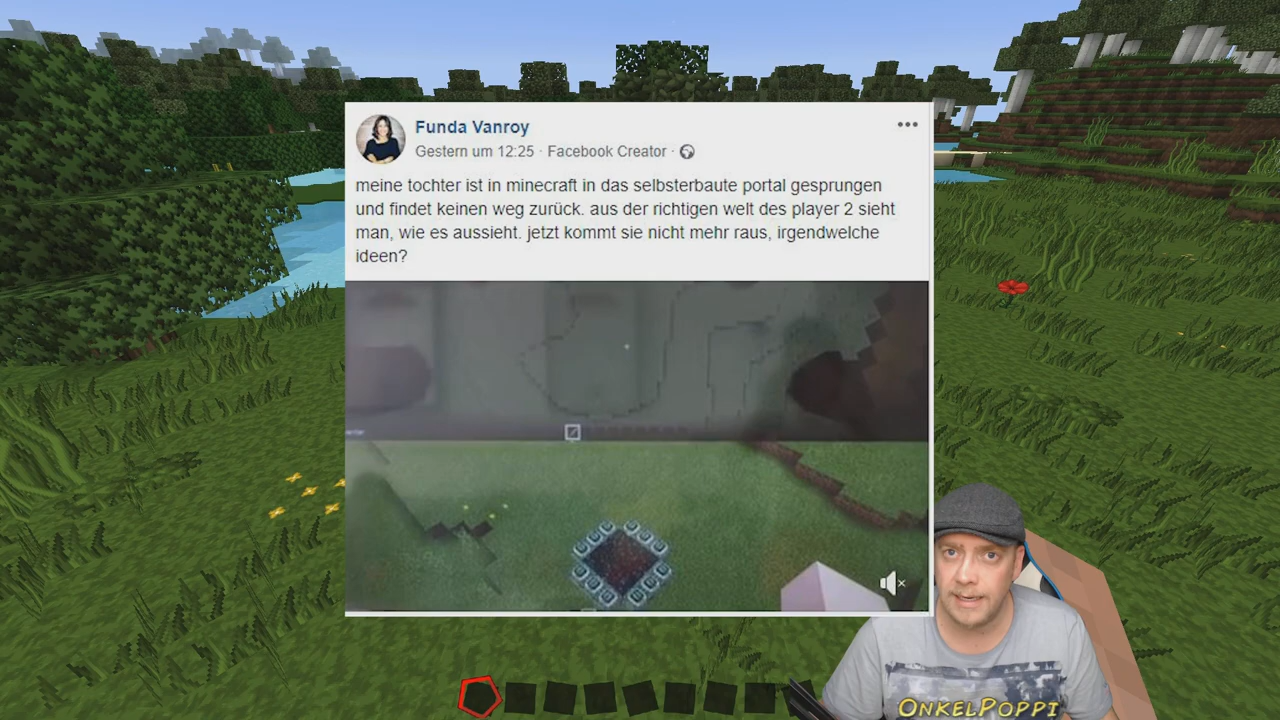 Funda Vanroy
Gestern um 12:25 · Facebook Creator ·
meine tochter ist in minecraft in das selbsterbaute portal gesprungen
und findet keinen weg zurück. aus der richtigen welt des player 2 sieht
man, wie es aussieht. jetzt kommt sie nicht mehr raus, irgendwelche
ideen?
OnkelPoppi